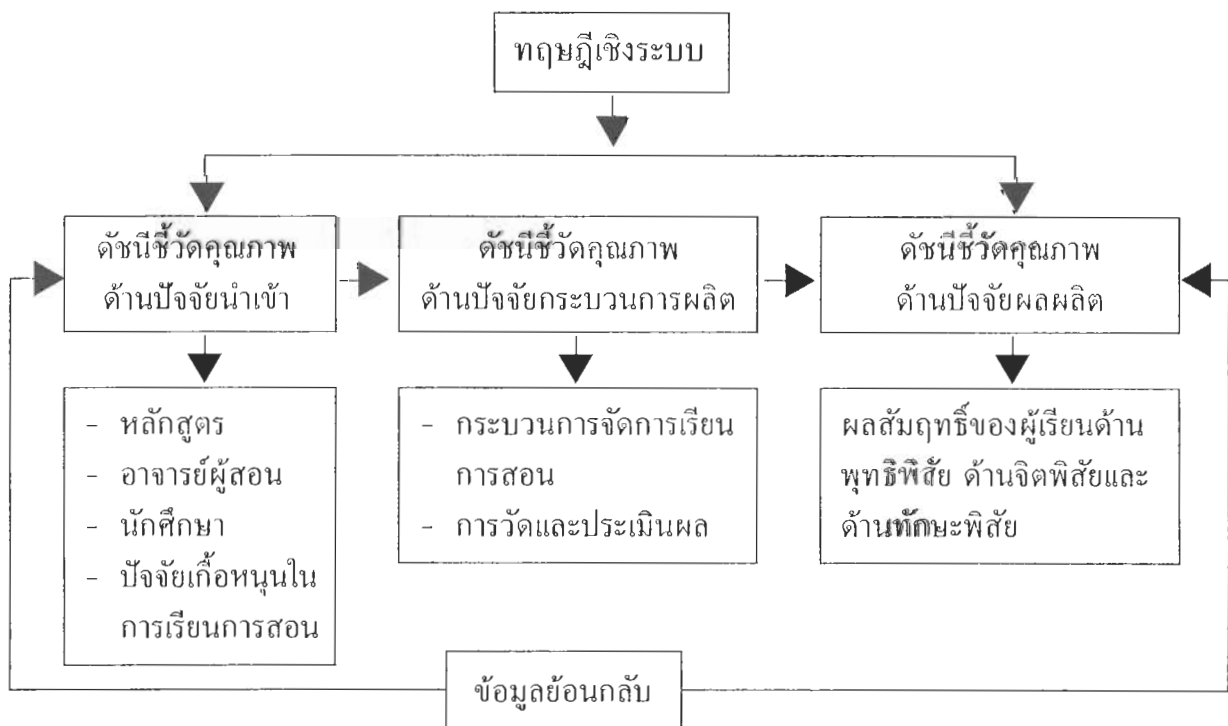 ทฤษฎีเชิงระบบ
ดัชนีชี้วัดคุณภาพ
ด้านปัจจัยนำเข้า
ดัชนีชี้วัดคุณภาพ
ด้านปัจจัยกระบวนการผลิต
ดัชนีชี้วัดคุณภาพ
ด้านปัจจัยผลผลิต
- หลักสูตร
- อาจารย์ผู้สอน
- นักศึกษา
- ปัจจัยเกื้อหนุนใน
การเรียนการสอน
- กระบวนการจัดการเรียน
การสอน
- การวัดและประเมินผล
ผลสัมฤทธิ์ของผู้เรียนด้าน
พุทธิพิสัย ด้านจิตพิสัยและ
ด้านทักษะพิสัย
ข้อมูลย้อนกลับ